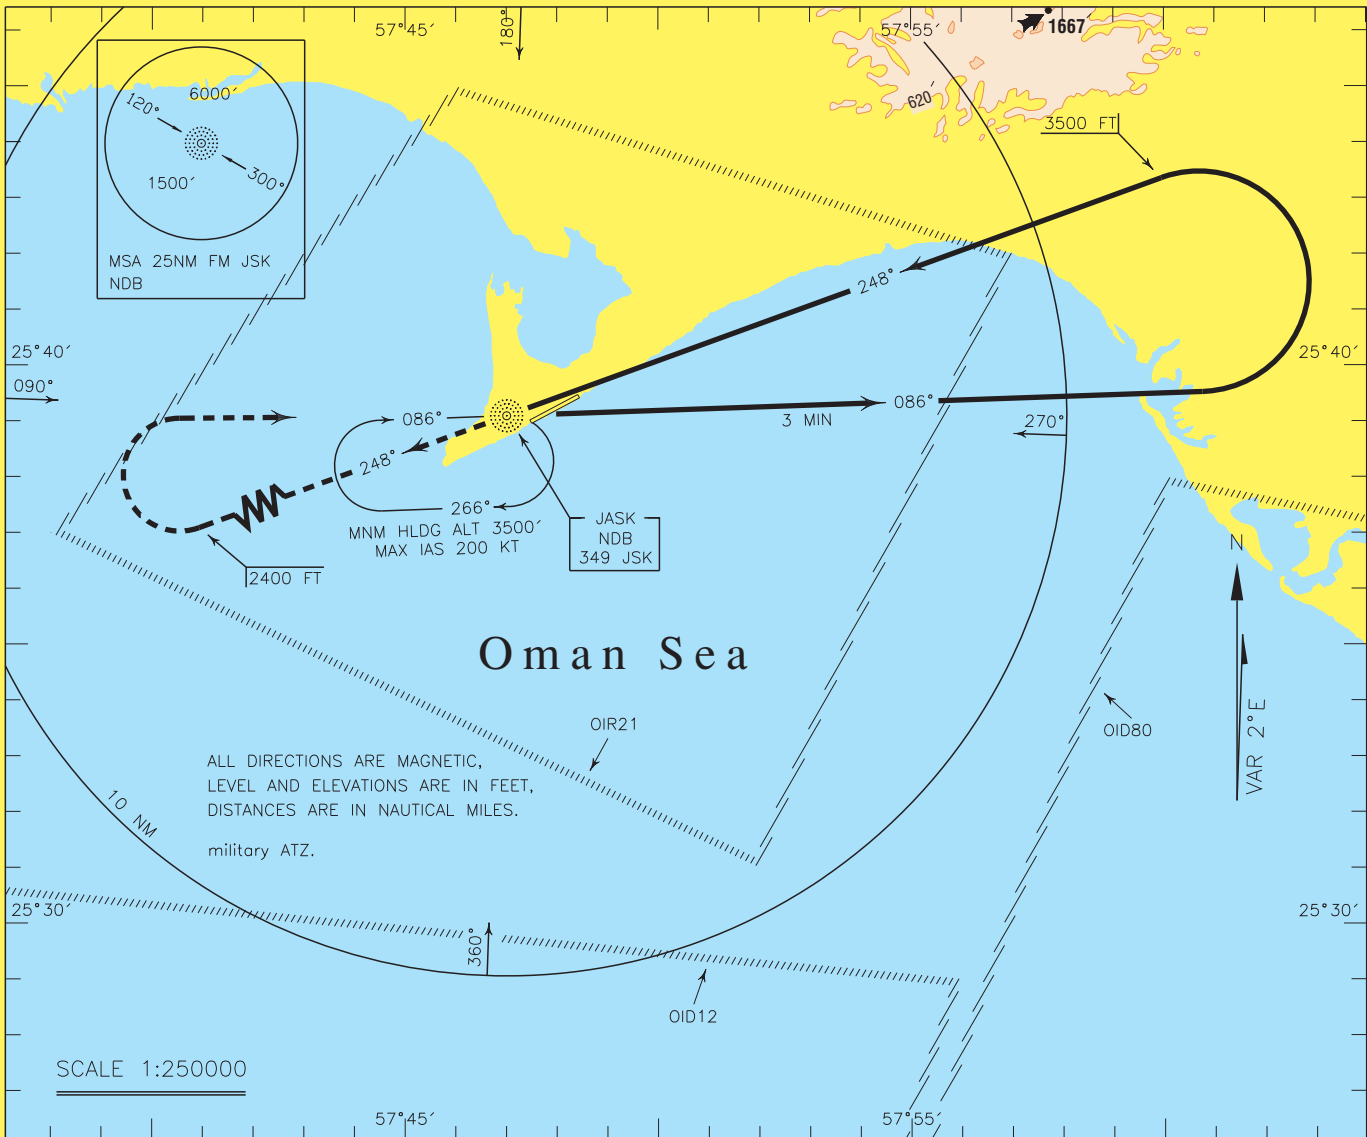 57°45′
180°
57°55′
1667′
620′
6000′
120°
300°
1500′
MSA 25NM FM JSK
NDB
3500 FT
248°
25°40′
25°40′
090°
086°
086°
3 MIN
270°
248°
266°
MNM HLDG ALT 3500′
MAX IAS 200 KT
JASK
NDB
349 JSK
2400 FT
N
VAR 2°E
Oman Sea
OIR21
OID80
ALL DIRECTIONS ARE MAGNETIC,
LEVEL AND ELEVATIONS ARE IN FEET,
DISTANCES ARE IN NAUTICAL MILES.
military ATZ.
10 NM
25°30′
25°30′
360°
OID12
SCALE 1:250000
57°45′
57°55′